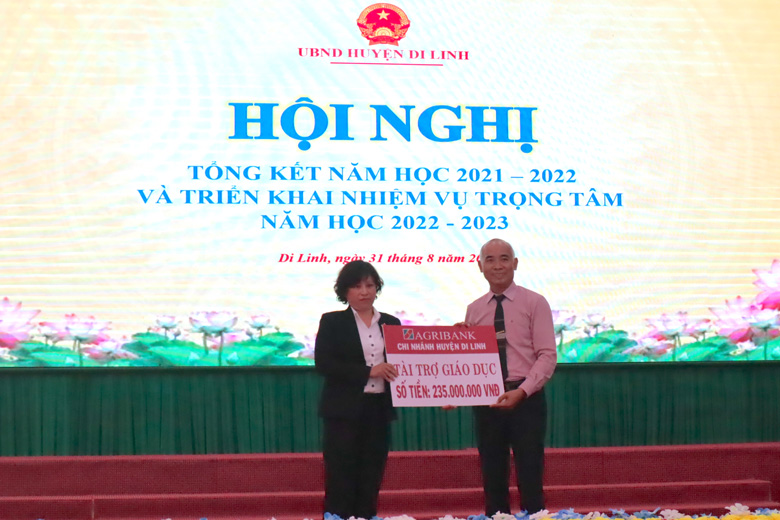 UBND HUYỆN DI LINH
HỘI NGHỊ
TỔNG KẾT NĂM HỌC 2021 – 2022
VÀ TRIỂN KHAI NHIỆM VỤ TRỌNG TÂM
NĂM HỌC 2022 - 2023
Di Linh, ngày 31 tháng 8 năm
AGRIBANK
CHI NHÁNH HUYỆN DI LINH
TÀI TRỢ GIÁO DỤC
SỐ TIỀN: 235.000.000 VNĐ